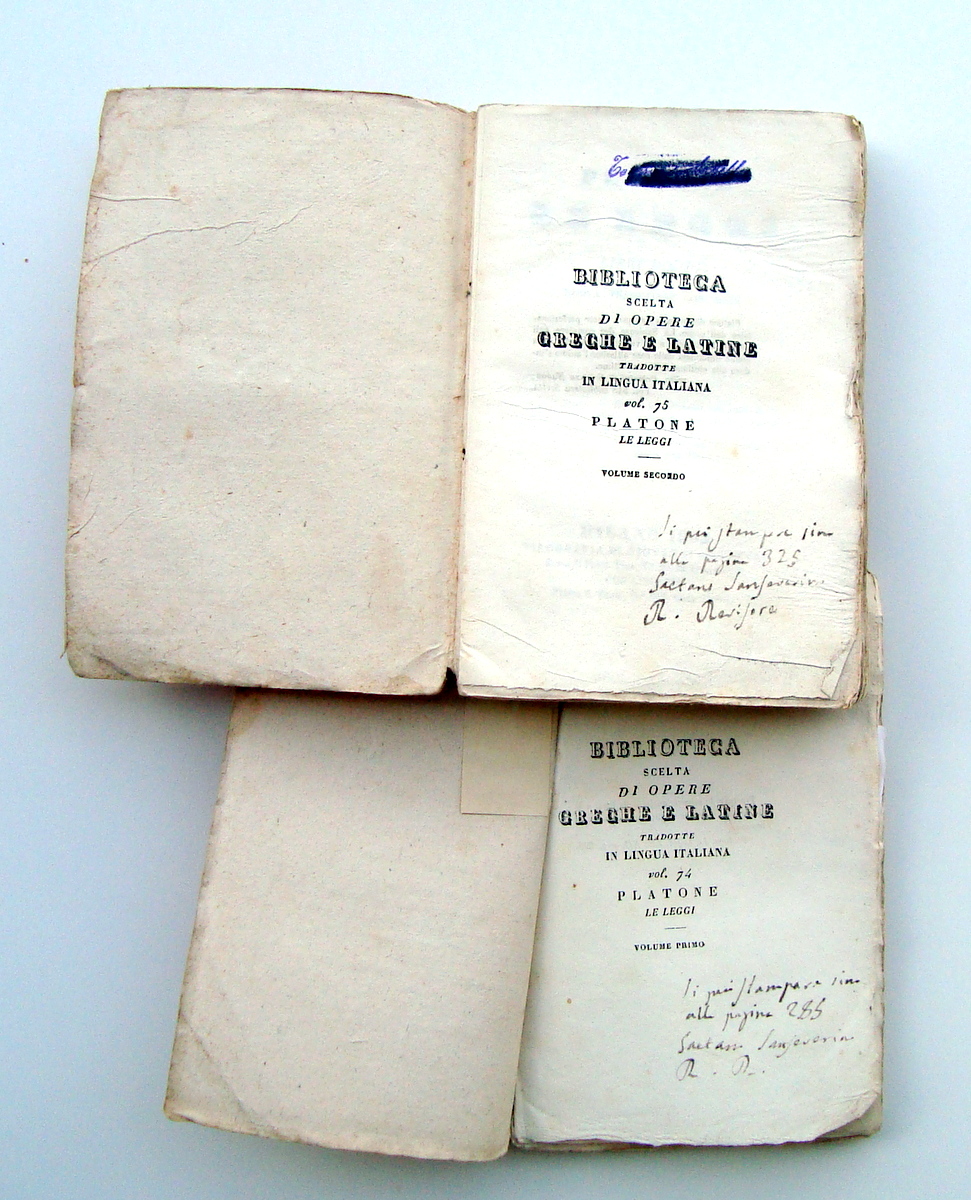 BIBLIOTECA
SCELTA
DI OPERE
GRECHE E LATINE
TRADOTTE
IN LINGUA ITALIANA
vol. 75
PLATONE
LE LEGGI
VOLUME SECONDO
Si può stampare sino
alla pagina 325
Gaetano Sanseverino
R. Revisore
BIBLIOTECA
SCELTA
DI OPERE
GRECHE E LATINE
TRADOTTE
IN LINGUA ITALIANA
vol. 74
PLATONE
LE LEGGI
VOLUME PRIMO
Si può stampare sino
alla pagina 285
Gaetano Sanseverino
R. R.